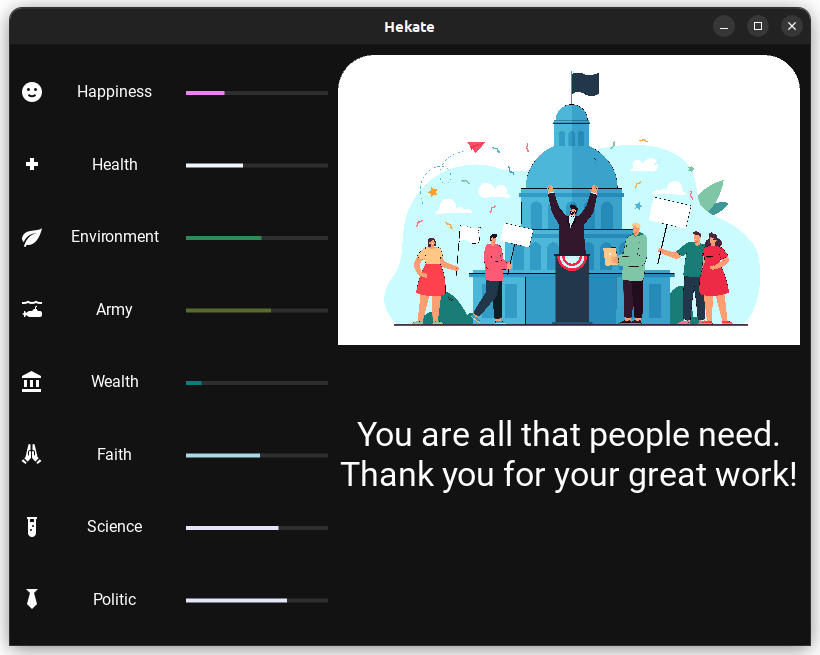 Hekate
Happiness
Health
Environment
Army
Wealth
Faith
Science
Politic
You are all that people need.
Thank you for your great work!